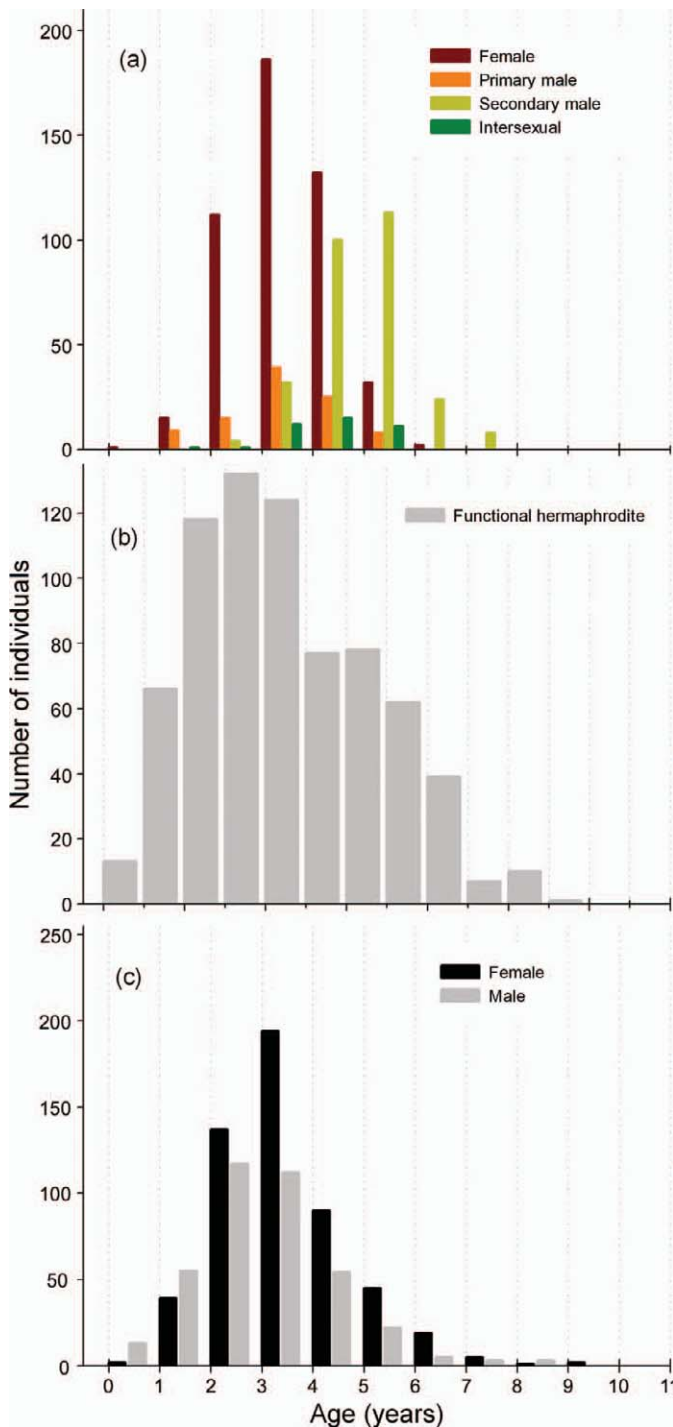 200
(a)
Female
Primary male
Secondary male
Intersexual
150
100
50
0
(b)
Functional hermaphrodite
120
100
80
60
40
20
0
Number of individuals
250
(c)
Female
Male
200
150
100
50
0
0 1 2 3 4 5 6 7 8 9 10 11
Age (years)